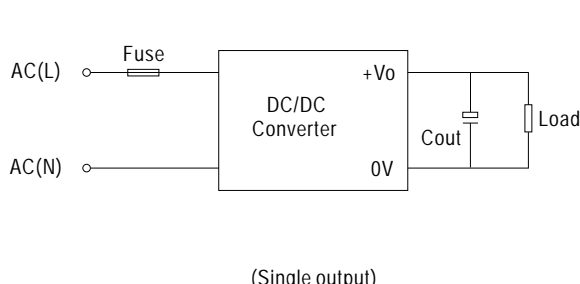 Fuse
AC(L)
+Vo
DC/DC
Converter
Cout
Load
AC(N)
0V
(Single output)